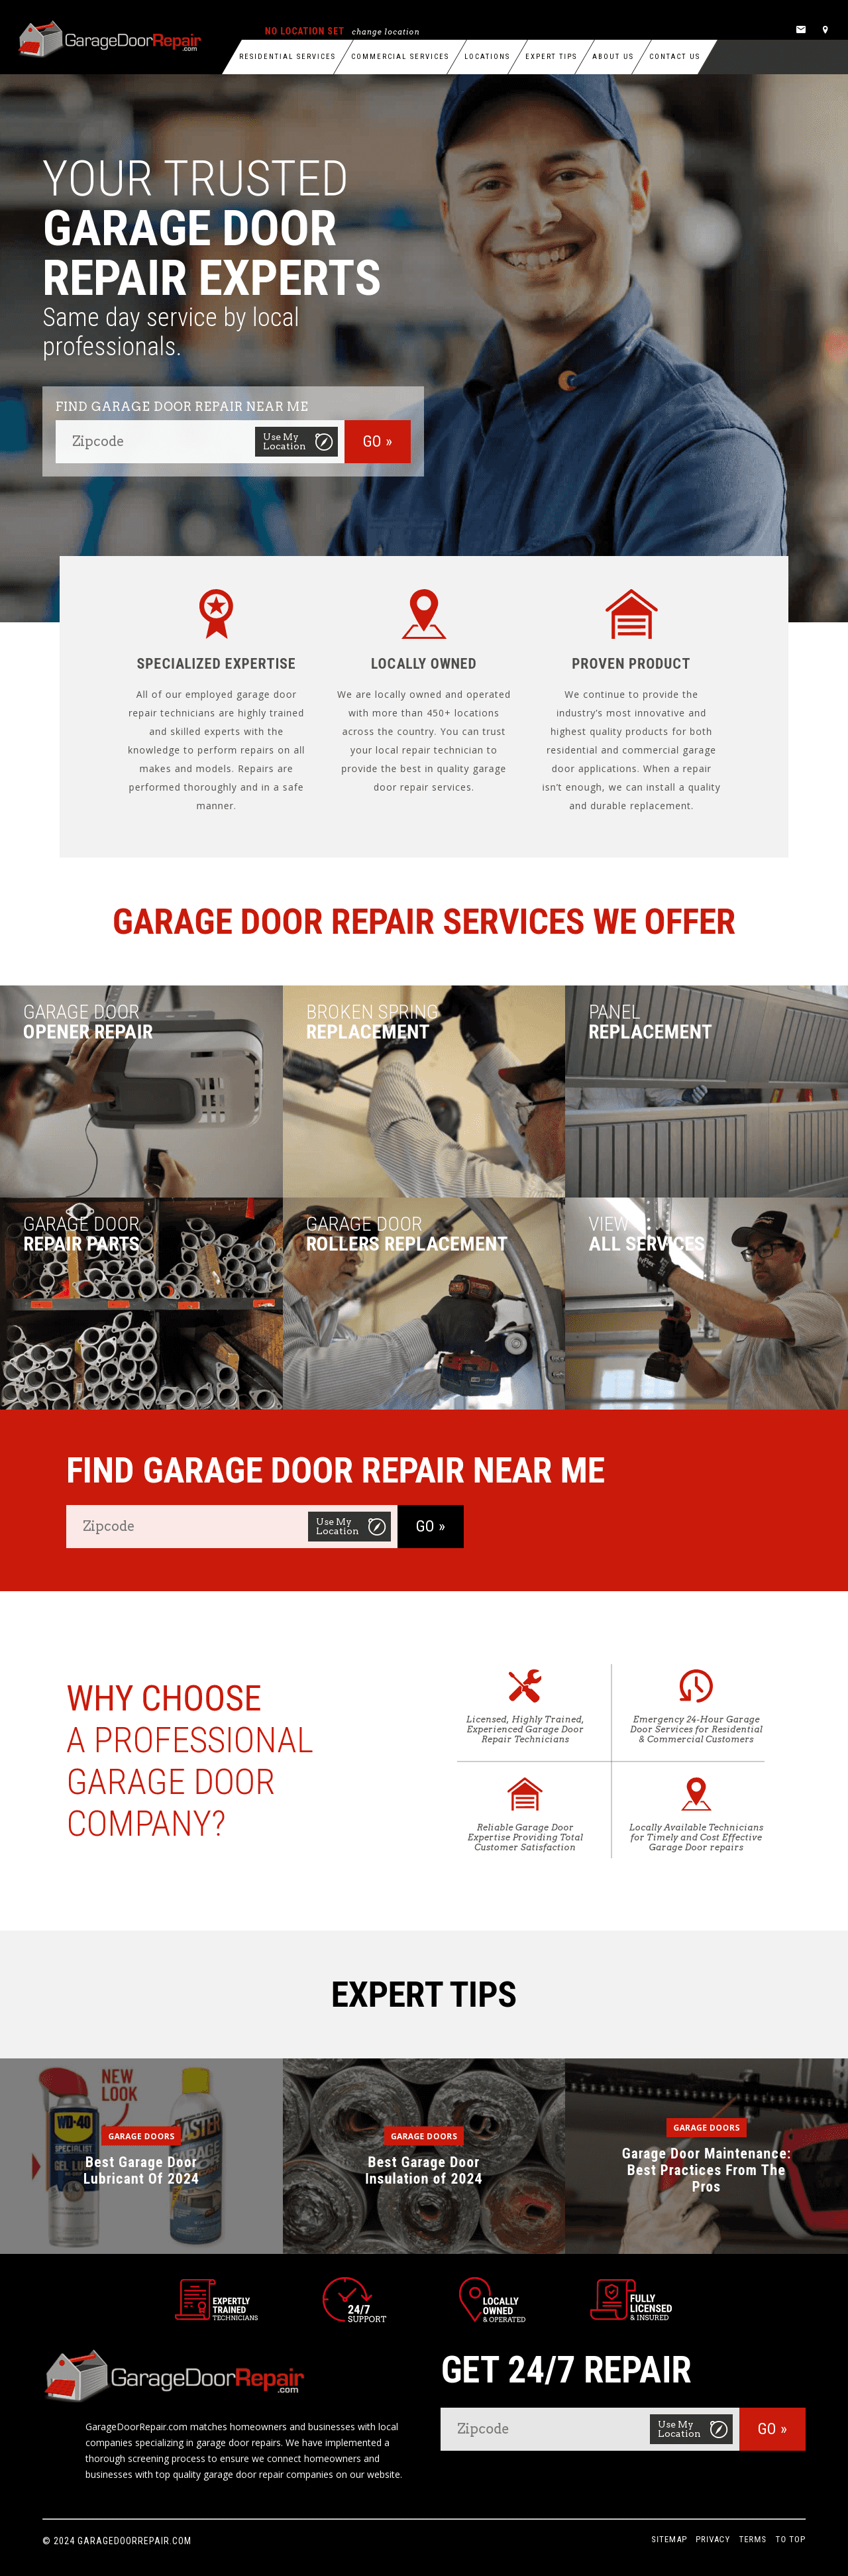 GarageDoorRepair
.com
NO LOCATION SET change location
RESIDENTIAL SERVICES COMMERCIAL SERVICES LOCATIONS EXPERT TIPS ABOUT US CONTACT US
YOUR TRUSTED
GARAGE DOOR
REPAIR EXPERTS
Same day service by local
professionals.
FIND GARAGE DOOR REPAIR NEAR ME
Zipcode
Use My
Location
GO »
SPECIALIZED EXPERTISE
All of our employed garage door
repair technicians are highly trained
and skilled experts with the
knowledge to perform repairs on all
makes and models. Repairs are
performed thoroughly and in a safe
manner.
LOCALLY OWNED
We are locally owned and operated
with more than 450+ locations
across the country. You can trust
your local repair technician to
provide the best in quality garage
door repair services.
PROVEN PRODUCT
We continue to provide the
industry's most innovative and
highest quality products for both
residential and commercial garage
door applications. When a repair
isn't enough, we can install a quality
and durable replacement.
GARAGE DOOR REPAIR SERVICES WE OFFER
GARAGE DOOR
OPENER REPAIR
BROKEN SPRING
REPLACEMENT
PANEL
REPLACEMENT
GARAGE DOOR
REPAIR PARTS
GARAGE DOOR
ROLLERS REPLACEMENT
VIEW
ALL SERVICES
FIND GARAGE DOOR REPAIR NEAR ME
Zipcode
Use My
Location
GO »
WHY CHOOSE
A PROFESSIONAL
GARAGE DOOR
COMPANY?
Licensed, Highly Trained,
Experienced Garage Door
Repair Technicians
Emergency 24-Hour Garage
Door Services for Residential
& Commercial Customers
Reliable Garage Door
Expertise Providing Total
Customer Satisfaction
Locally Available Technicians
for Timely and Cost Effective
Garage Door repairs
EXPERT TIPS
NEW
LOOK
WD-40
SPECIALIST
GARAGE DOORS
Best Garage Door
Lubricant Of 2024
GARAGE DOORS
Best Garage Door
Insulation of 2024
GARAGE DOORS
Garage Door Maintenance:
Best Practices From The
Pros
EXPERTLY
TRAINED
TECHNICIANS
24/7
SUPPORT
LOCALLY
OWNED
& OPERATED
FULLY
LICENSED
& INSURED
GarageDoorRepair
.com
GarageDoorRepair.com matches homeowners and businesses with local
companies specializing in garage door repairs. We have implemented a
thorough screening process to ensure we connect homeowners and
businesses with top quality garage door repair companies on our website.
GET 24/7 REPAIR
Zipcode
Use My
Location
GO »
© 2024 GARAGEDOORREPAIR.COM
SITEMAP PRIVACY TERMS TO TOP